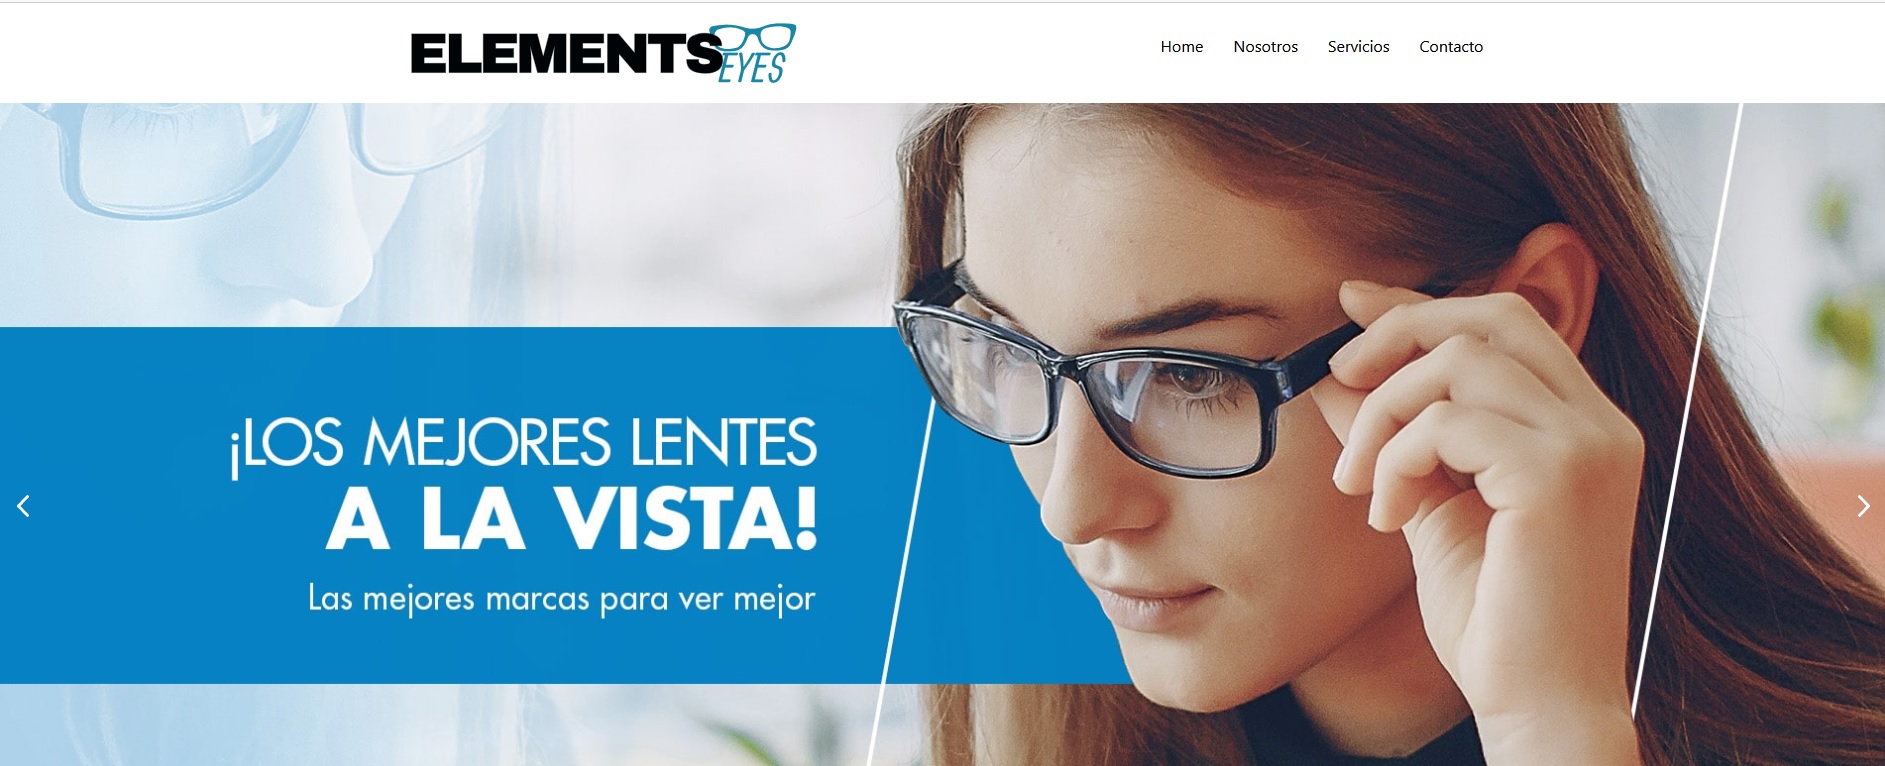 ELEMENTS EYES
Home Nosotros Servicios Contacto
¡LOS MEJORES LENTES
A LA VISTA!
Las mejores marcas para ver mejor